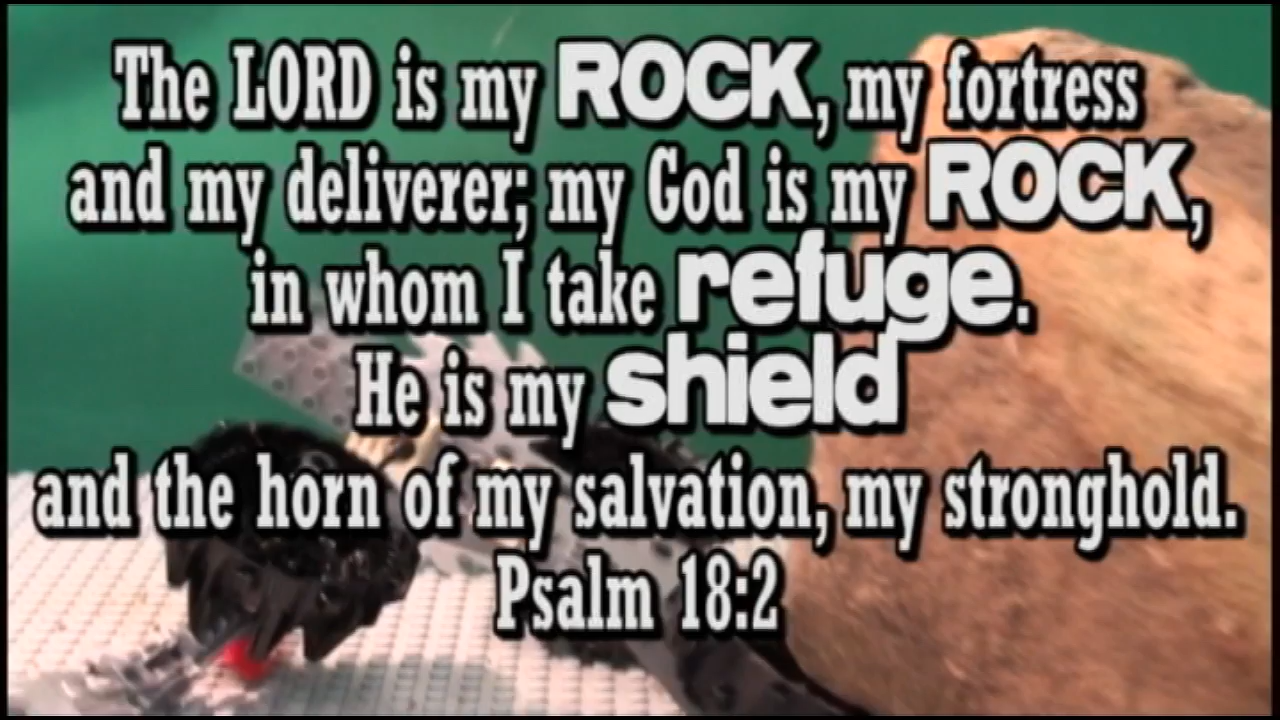 The LORD is my ROCK, my fortress
and my deliverer; my God is my ROCK,
in whom I take refuge.
He is my shield
and the horn of my salvation, my stronghold.
Psalm 18:2